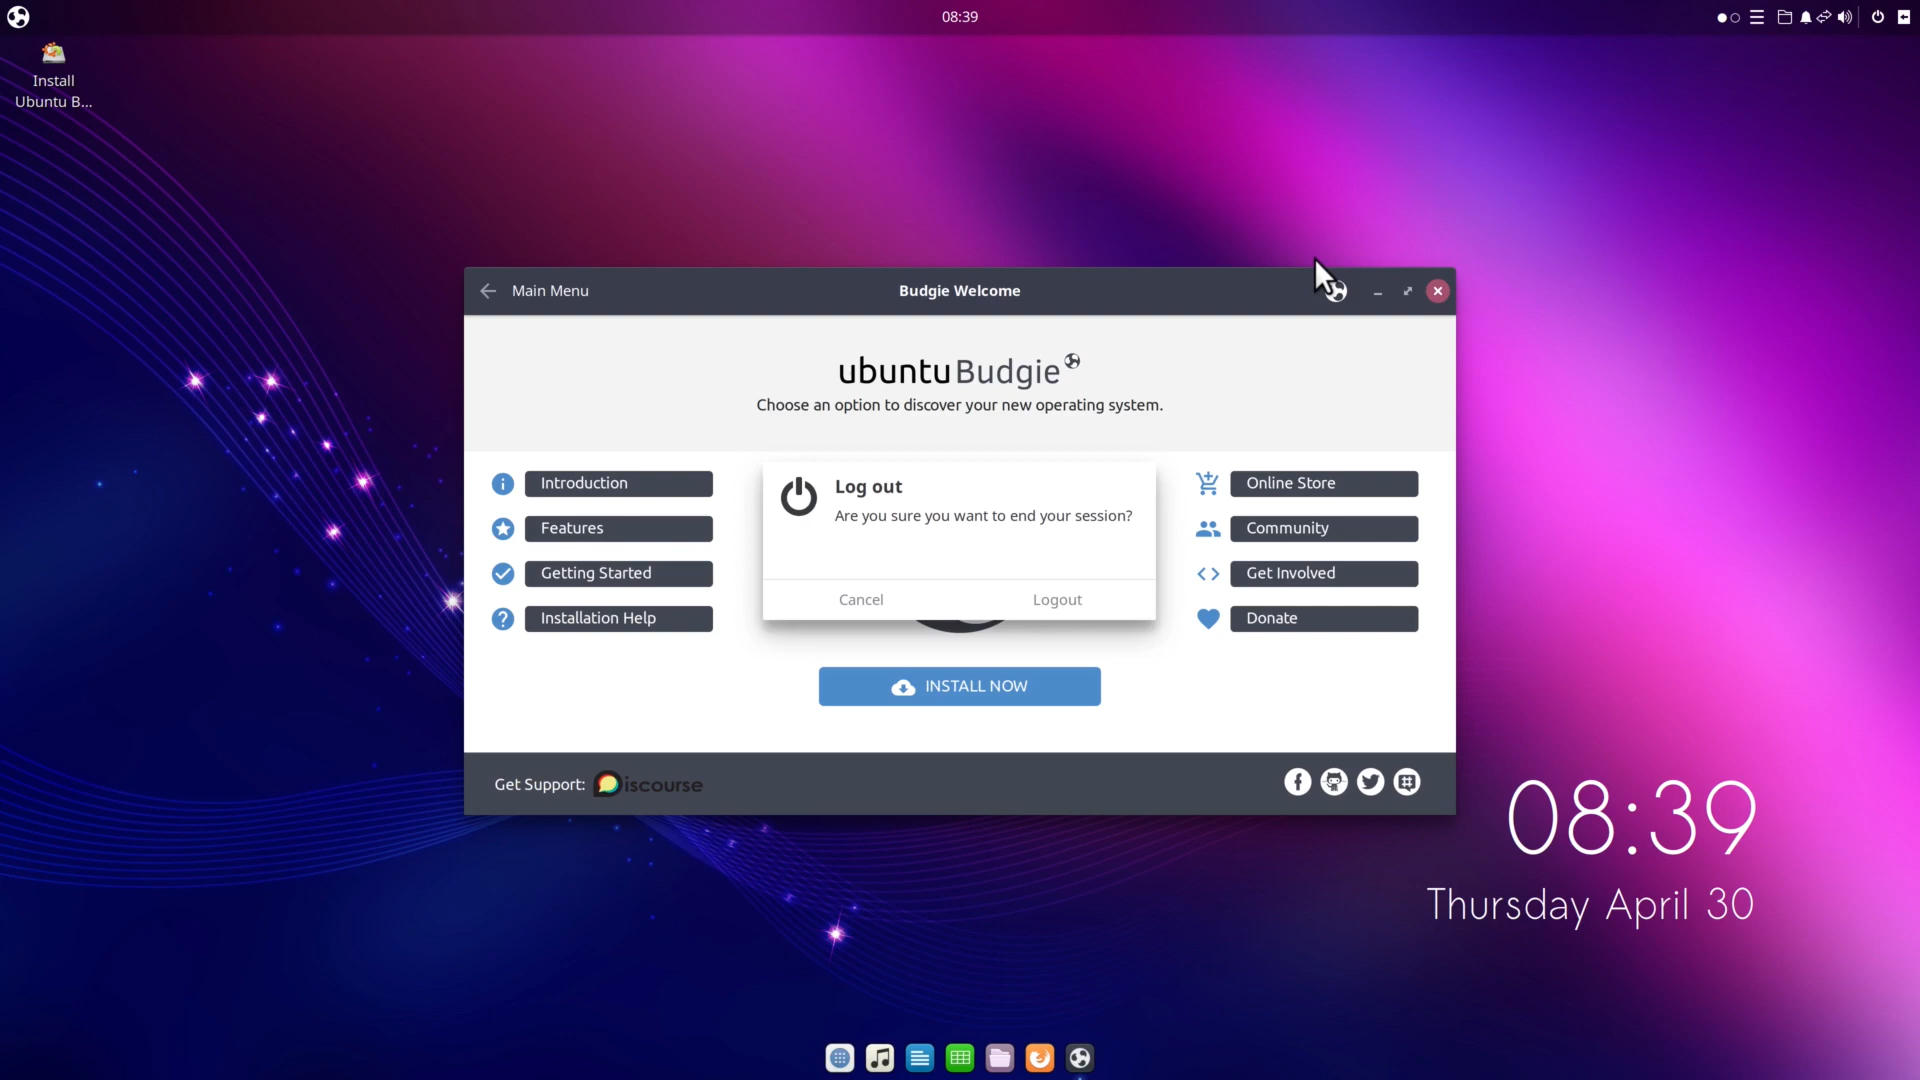 08:39
Install
Ubuntu B...
Main Menu
Budgie Welcome
ubuntu Budgie
Choose an option to discover your new operating system.
Introduction
Features
Getting Started
Installation Help
Log out
Are you sure you want to end your session?
Cancel
Logout
Online Store
Community
Get Involved
Donate
INSTALL NOW
Get Support: Discourse
08:39
Thursday April 30